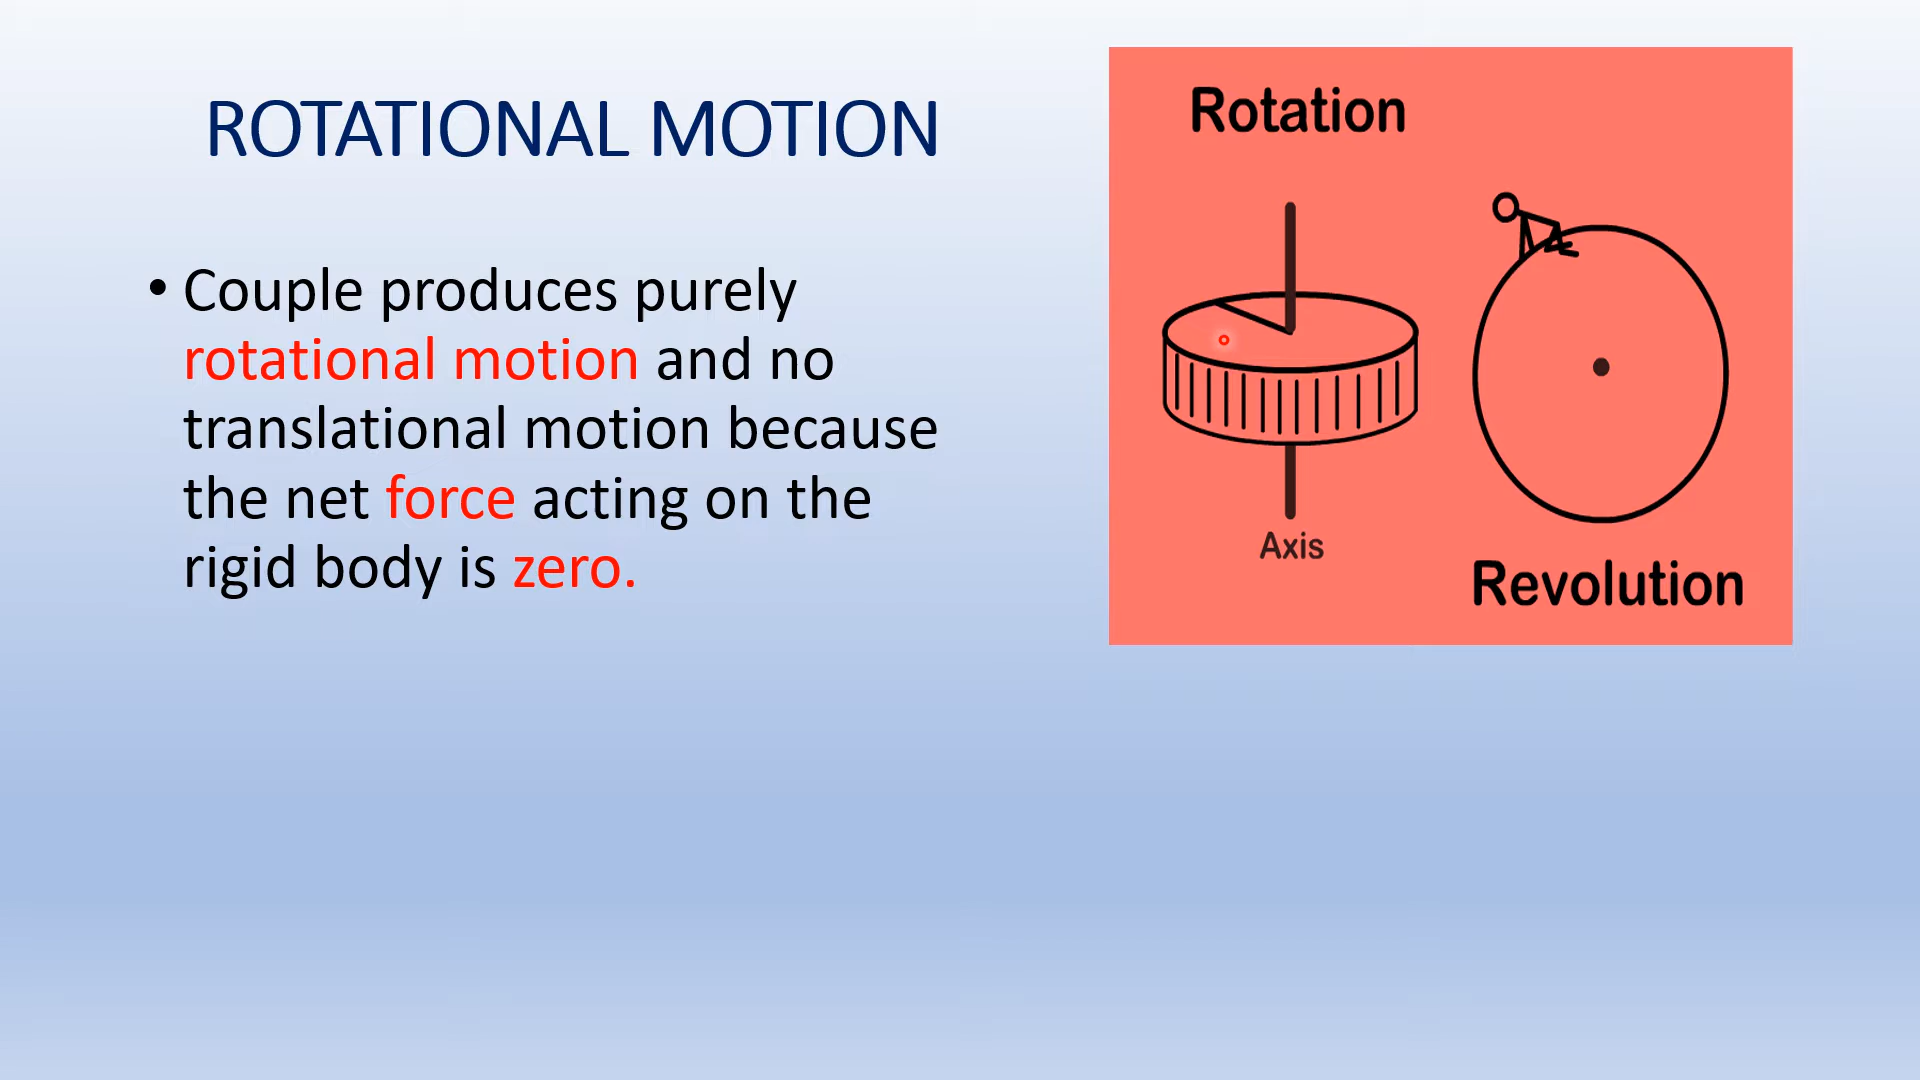 ROTATIONAL MOTION
• Couple produces purely
rotational motion and no
translational motion because
the net force acting on the
rigid body is zero.
Rotation
Axis
Revolution